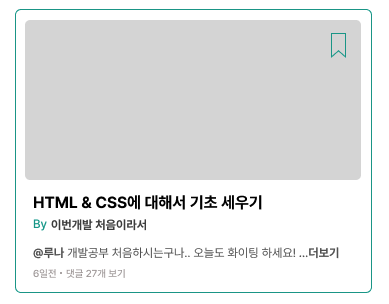 HTML & CSS에 대해서 기초 세우기
By 이번개발 처음이라서
@루나 개발공부 처음하시는구나.. 오늘도 화이팅 하세요! ...더보기
6일전 • 댓글 27개 보기